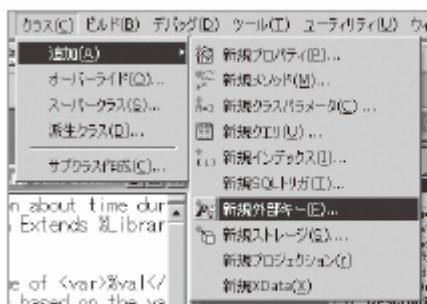 クラス(C) ビルド(B) デバッグ(D) ツール(T) ユーティリティ(U) ウィ
追加(A)
オーバーライド(O)...
スーパークラス(S)...
派生クラス(D)...
サブクラス作成(C)...
新規プロパティ(P)...
新規メソッド(M)...
新規クラスパラメータ(C) ...
新規クエリ(U) ...
新規インデックス(I)...
新規SQLトリガ(T)...
新規外部キー(E)...
新規ストレージ(S)...
新規プロジェクション(r)
新規XData(X)
n about time dur
Extends %Librar
e of <var>%val</
based on the va